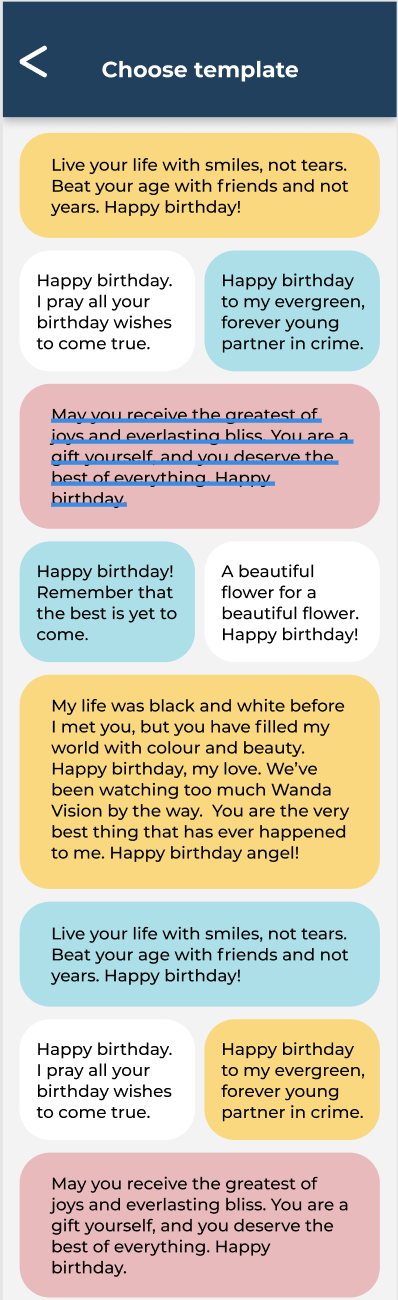 Choose template
Live your life with smiles, not tears.
Beat your age with friends and not
years. Happy birthday!
Happy birthday.
I pray all your
birthday wishes
to come true.
Happy birthday
to my evergreen,
forever young
partner in crime.
May you receive the greatest of
joys and everlasting bliss. You are a
gift yourself, and you deserve the
best of everything. Happy
birthday.
Happy birthday!
Remember that
the best is yet to
come.
A beautiful
flower for a
beautiful flower.
Happy birthday!
My life was black and white before
I met you, but you have filled my
world with colour and beauty.
Happy birthday, my love. We’ve
been watching too much Wanda
Vision by the way.  You are the very
best thing that has ever happened
to me. Happy birthday angel!
Live your life with smiles, not tears.
Beat your age with friends and not
years. Happy birthday!
Happy birthday.
I pray all your
birthday wishes
to come true.
Happy birthday
to my evergreen,
forever young
partner in crime.
May you receive the greatest of
joys and everlasting bliss. You are a
gift yourself, and you deserve the
best of everything. Happy
birthday.